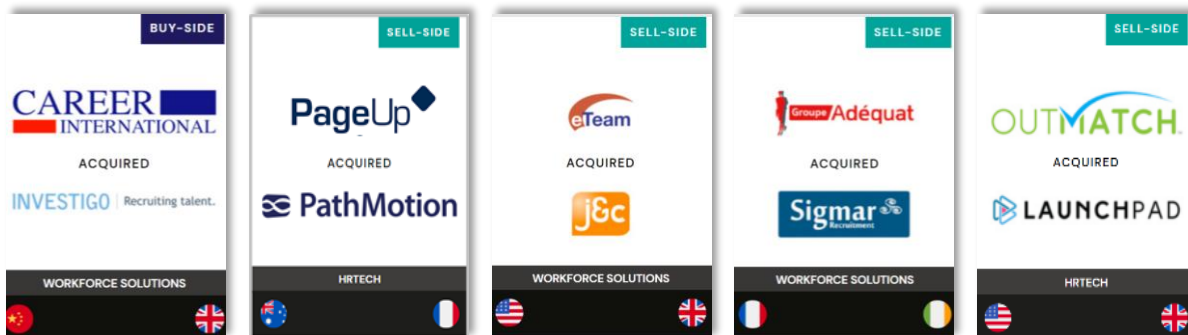 BUY-SIDE
CAREER
INTERNATIONAL
ACQUIRED
INVESTIGO Recruiting talent.
WORKFORCE SOLUTIONS
SELL-SIDE
PageUp
ACQUIRED
PathMotion
HRTECH
SELL-SIDE
eTeam
ACQUIRED
j&c
WORKFORCE SOLUTIONS
SELL-SIDE
Groupe Adéquat
ACQUIRED
Sigmar
Recruitment
WORKFORCE SOLUTIONS
SELL-SIDE
OUTMATCH
ACQUIRED
LAUNCHPAD
HRTECH